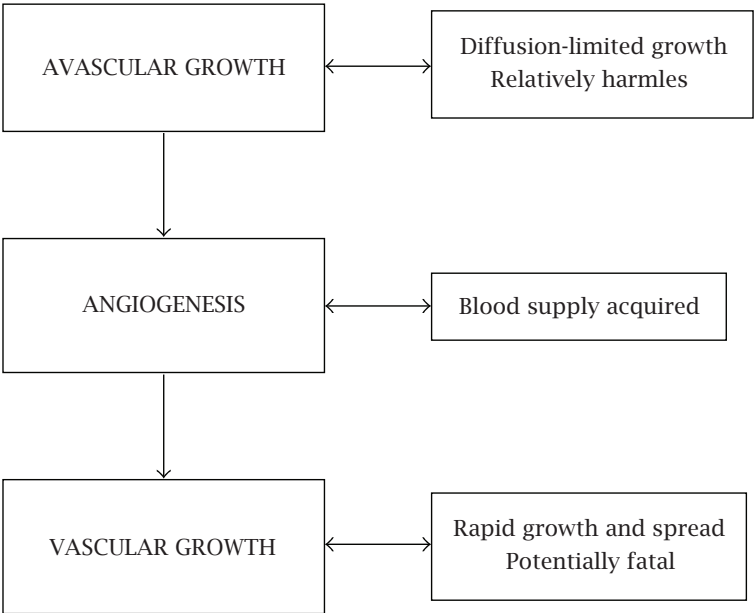 AVASCULAR GROWTH
Diffusion-limited growth
Relatively harmles
ANGIOGENESIS
Blood supply acquired
VASCULAR GROWTH
Rapid growth and spread
Potentially fatal